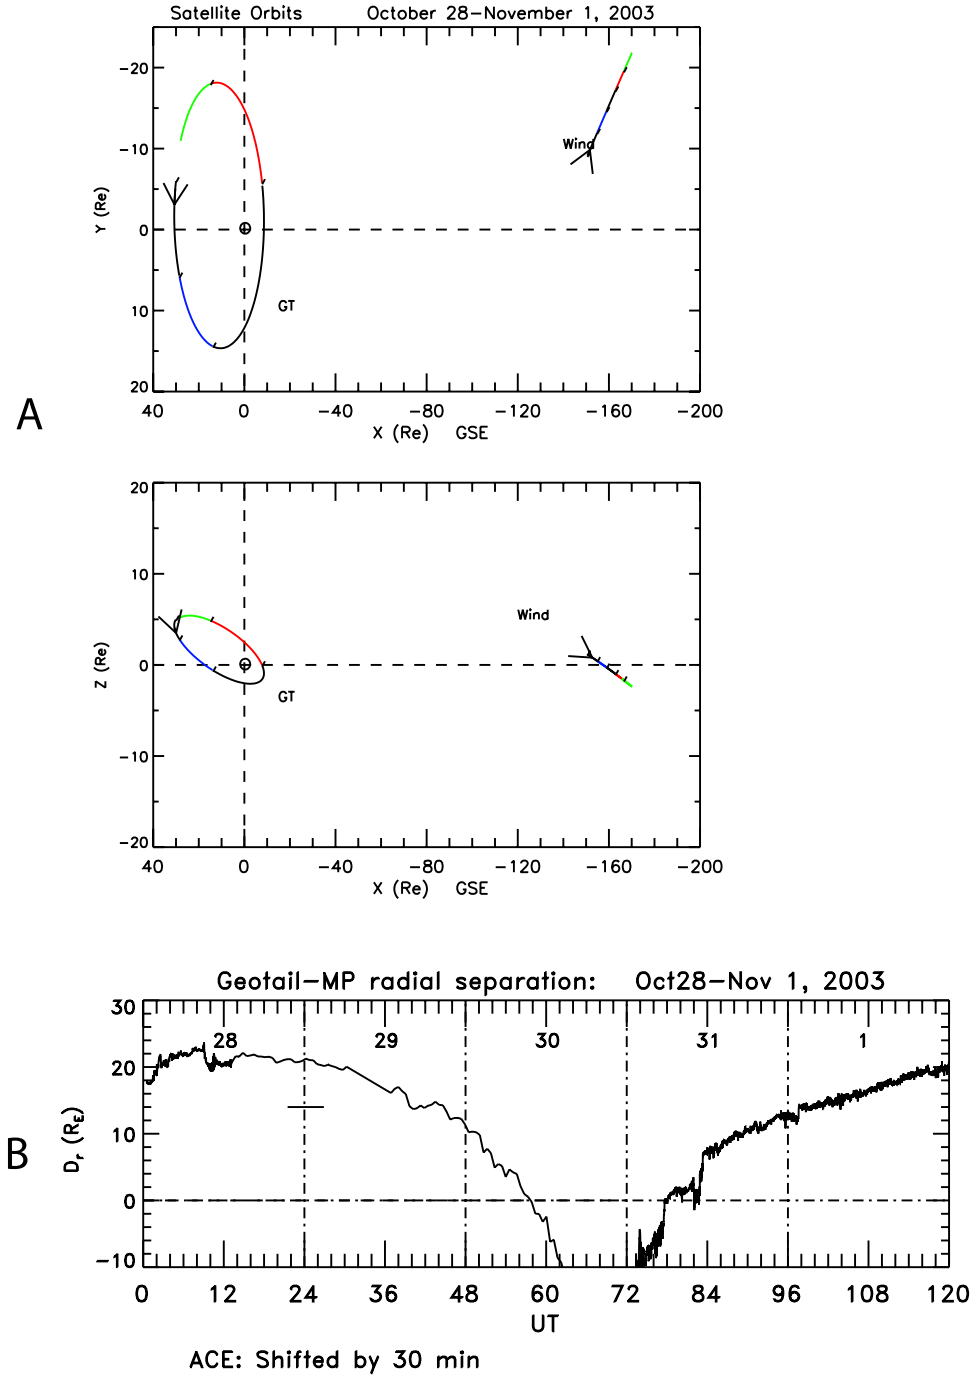 Satellite Orbits October 28-November 1, 2003
-20
-10
0
10
20
Y (Re)
Wind
GT
40 0 -40 -80 -120 -160 -200
X (Re) GSE
A
20
10
0
-10
-20
Z (Re)
Wind
GT
40 0 -40 -80 -120 -160 -200
X (Re) GSE
Geotail-MP radial separation: Oct28-Nov 1, 2003
30
20
10
0
-10
Dr (RE)
28 29 30 31 1
B
0 12 24 36 48 60 72 84 96 108 120
UT
ACE: Shifted by 30 min